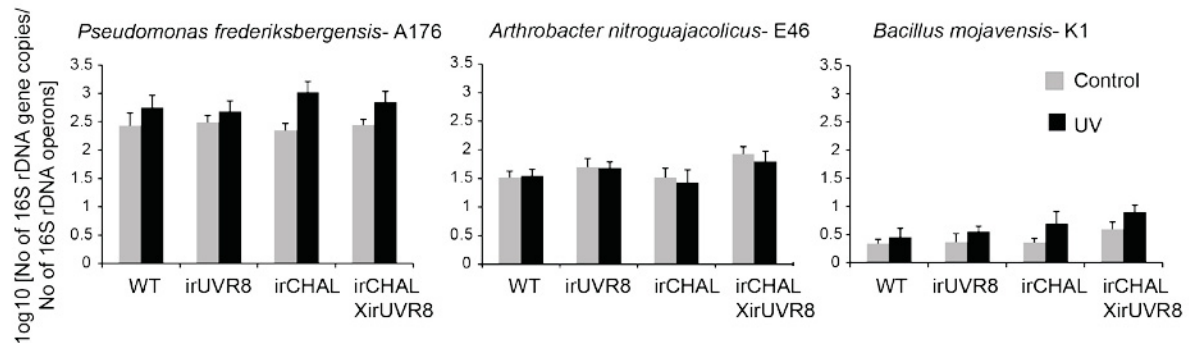 1og10 [No of 16S rDNA gene copies/
No of 16S rDNA operons]
Pseudomonas frederiksbergensis- A176
3.5
3
2.5
2
1.5
1
0.5
0
WT irUVR8 irCHAL irCHAL
XirUVR8
Arthrobacter nitroguajacolicus- E46
3.5
3
2.5
2
1.5
1
0.5
0
WT irUVR8 irCHAL irCHAL
XirUVR8
Bacillus mojavensis- K1
3.5
3
2.5
2
1.5
1
0.5
0
Control
UV
WT irUVR8 irCHAL irCHAL
XirUVR8